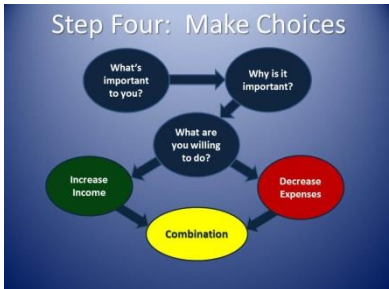 Step Four:  Make Choices
What's
important
to you?
Why is it
important?
What are
you willing
to do?
Increase
Income
Decrease
Expenses
Combination